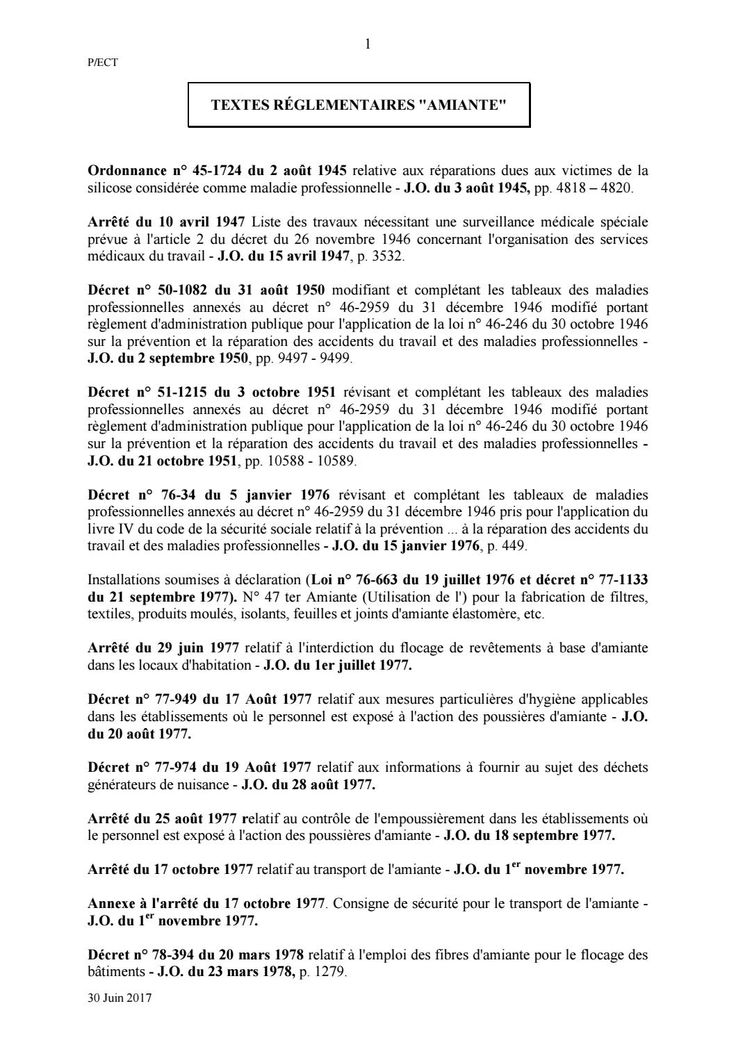 1
P/ECT
TEXTES RÉGLEMENTAIRES "AMIANTE"
Ordonnance n° 45-1724 du 2 août 1945 relative aux réparations dues aux victimes de la
silicose considérée comme maladie professionnelle - J.O. du 3 août 1945, pp. 4818 – 4820.
Arrêté du 10 avril 1947 Liste des travaux nécessitant une surveillance médicale spéciale
prévue à l'article 2 du décret du 26 novembre 1946 concernant l'organisation des services
médicaux du travail - J.O. du 15 avril 1947, p. 3532.
Décret n° 50-1082 du 31 août 1950 modifiant et complétant les tableaux des maladies
professionnelles annexés au décret n° 46-2959 du 31 décembre 1946 modifié portant
règlement d'administration publique pour l'application de la loi n° 46-246 du 30 octobre 1946
sur la prévention et la réparation des accidents du travail et des maladies professionnelles -
J.O. du 2 septembre 1950, pp. 9497 - 9499.
Décret n° 51-1215 du 3 octobre 1951 révisant et complétant les tableaux des maladies
professionnelles annexés au décret n° 46-2959 du 31 décembre 1946 modifié portant
règlement d'administration publique pour l'application de la loi n° 46-246 du 30 octobre 1946
sur la prévention et la réparation des accidents du travail et des maladies professionnelles -
J.O. du 21 octobre 1951, pp. 10588 - 10589.
Décret n° 76-34 du 5 janvier 1976 révisant et complétant les tableaux de maladies
professionnelles annexés au décret n° 46-2959 du 31 décembre 1946 pris pour l'application du
livre IV du code de la sécurité sociale relatif à la prévention ... à la réparation des accidents du
travail et des maladies professionnelles - J.O. du 15 janvier 1976, p. 449.
Installations soumises à déclaration (Loi n° 76-663 du 19 juillet 1976 et décret n° 77-1133
du 21 septembre 1977). N° 47 ter Amiante (Utilisation de l') pour la fabrication de filtres,
textiles, produits moulés, isolants, feuilles et joints d'amiante élastomère, etc.
Arrêté du 29 juin 1977 relatif à l'interdiction du flocage de revêtements à base d'amiante
dans les locaux d'habitation - J.O. du 1er juillet 1977.
Décret n° 77-949 du 17 Août 1977 relatif aux mesures particulières d'hygiène applicables
dans les établissements où le personnel est exposé à l'action des poussières d'amiante - J.O.
du 20 août 1977.
Décret n° 77-974 du 19 Août 1977 relatif aux informations à fournir au sujet des déchets
générateurs de nuisance - J.O. du 28 août 1977.
Arrêté du 25 août 1977 relatif au contrôle de l'empoussièrement dans les établissements où
le personnel est exposé à l'action des poussières d'amiante - J.O. du 18 septembre 1977.
Arrêté du 17 octobre 1977 relatif au transport de l'amiante - J.O. du 1er novembre 1977.
Annexe à l'arrêté du 17 octobre 1977. Consigne de sécurité pour le transport de l'amiante -
J.O. du 1er novembre 1977.
Décret n° 78-394 du 20 mars 1978 relatif à l'emploi des fibres d'amiante pour le flocage des
bâtiments - J.O. du 23 mars 1978, p. 1279.
30 Juin 2017